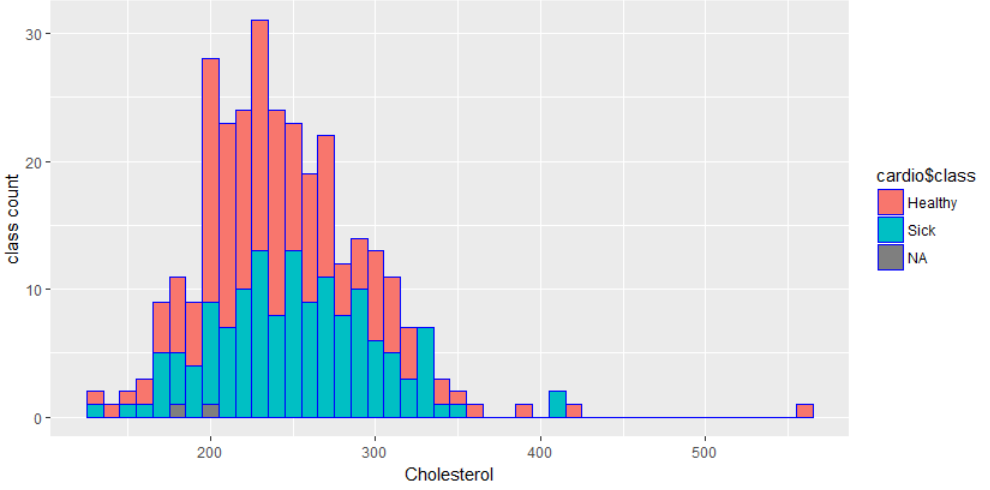 30
20
10
0
class count
200
300
400
500
Cholesterol
cardio$class
Healthy
Sick
NA